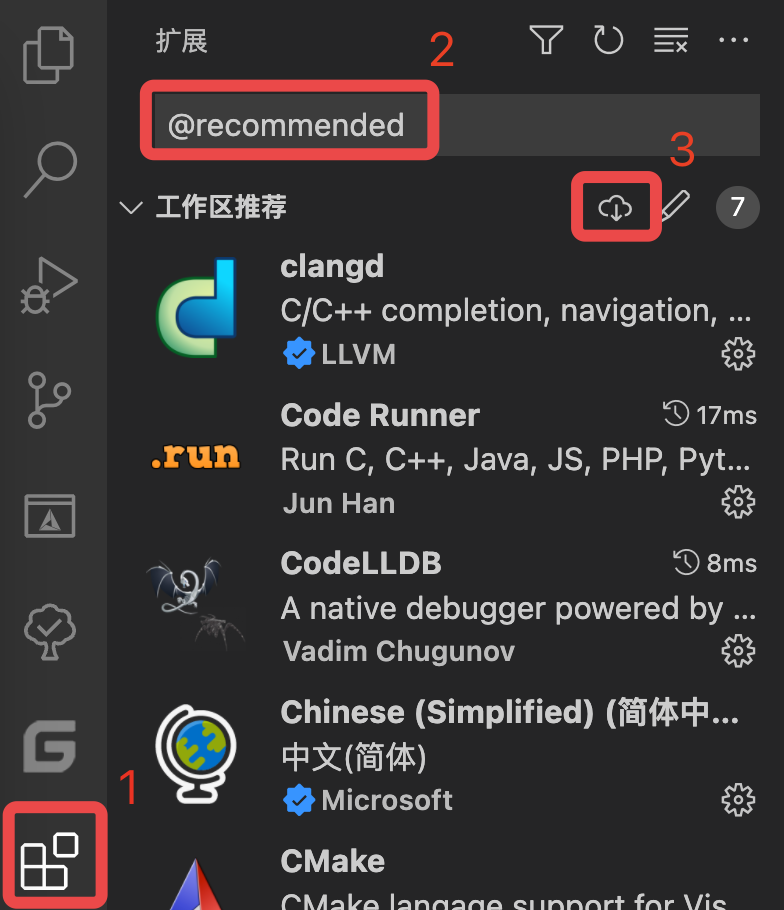 扩展
2
@recommended
3
工作区推荐
7
clangd
C/C++ completion, navigation, ...
LLVM
Code Runner
17ms
.run
Run C, C++, Java, JS, PHP, Pyt...
Jun Han
CodeLLDB
8ms
A native debugger powered by ...
Vadim Chugunov
Chinese (Simplified) (简体中...
中文(简体)
1
Microsoft
CMake
CMake langage support for Vis